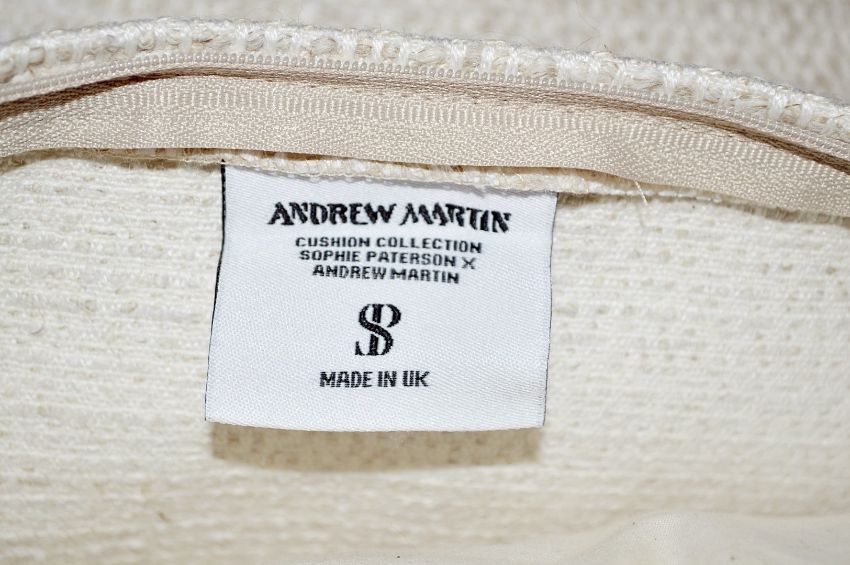 ANDREW MARTIN
CUSHION COLLECTION
SOPHIE PATERSON X
ANDREW MARTIN
SP
MADE IN UK